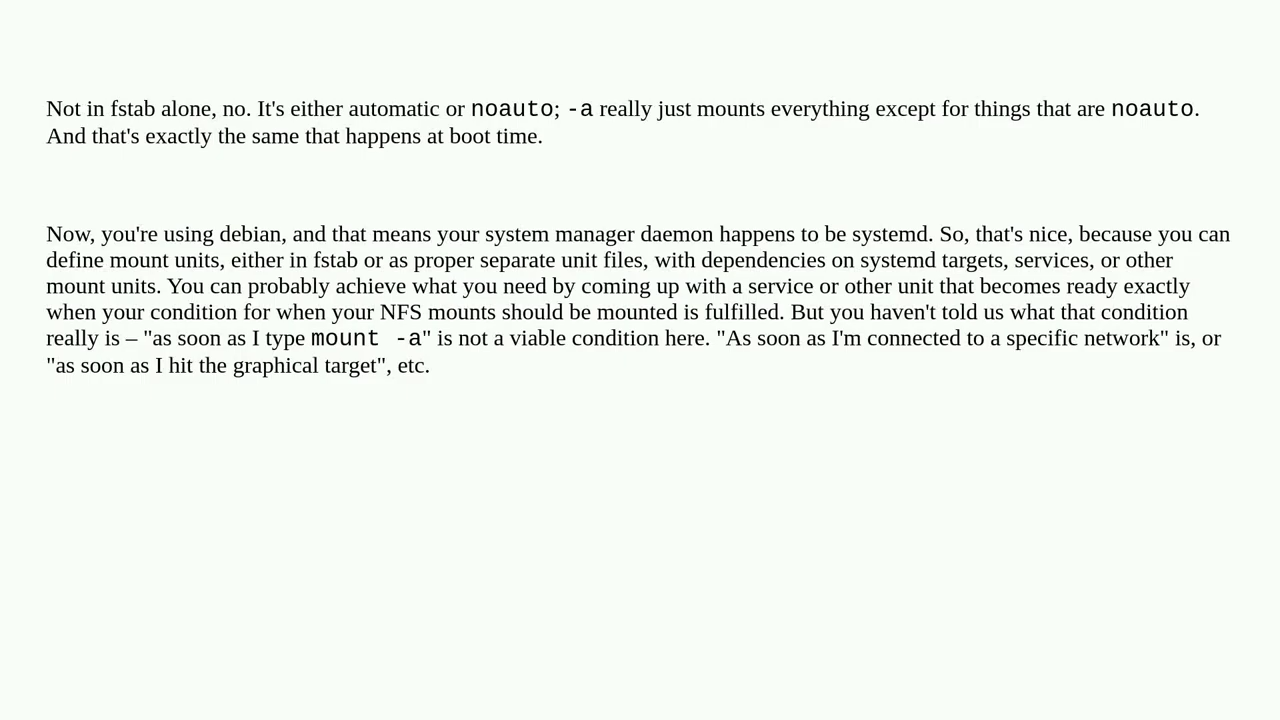 Not in fstab alone, no. It's either automatic or noauto; -a really just mounts everything except for things that are noauto.
And that's exactly the same that happens at boot time.
Now, you're using debian, and that means your system manager daemon happens to be systemd. So, that's nice, because you can
define mount units, either in fstab or as proper separate unit files, with dependencies on systemd targets, services, or other
mount units. You can probably achieve what you need by coming up with a service or other unit that becomes ready exactly
when your condition for when your NFS mounts should be mounted is fulfilled. But you haven't told us what that condition
really is – "as soon as I type mount -a" is not a viable condition here. "As soon as I'm connected to a specific network" is, or
"as soon as I hit the graphical target", etc.